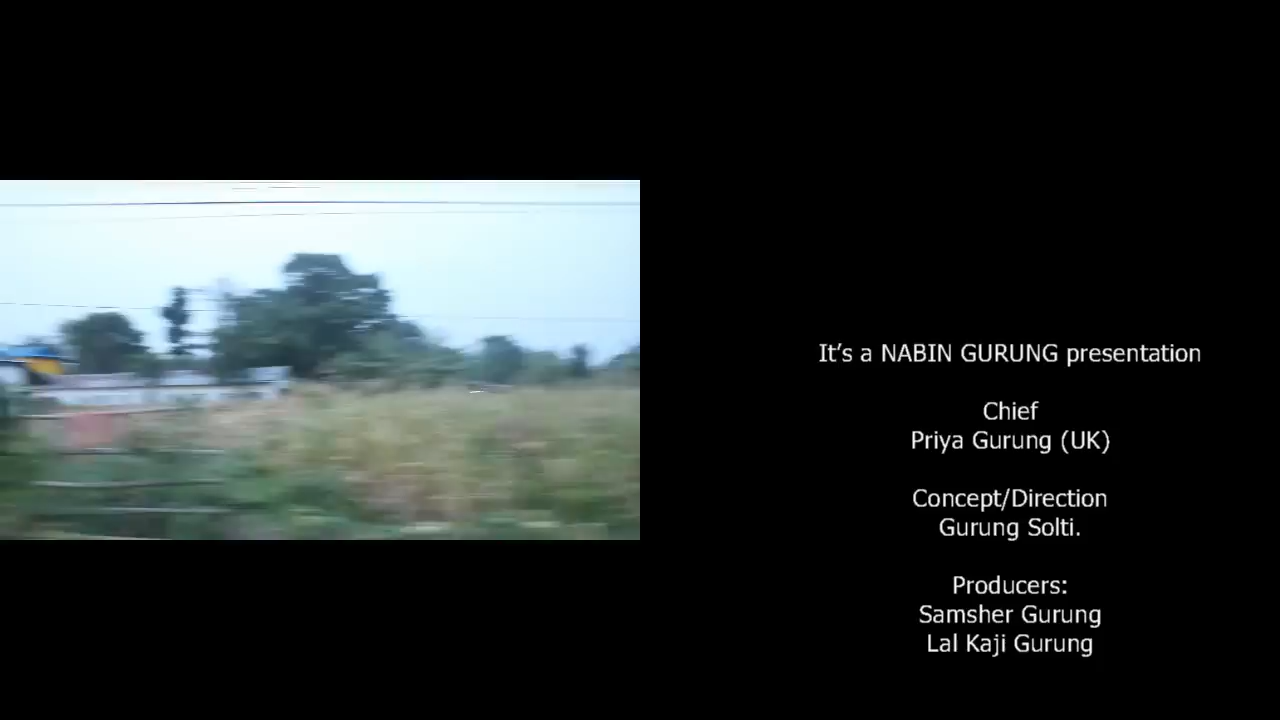 It's a NABIN GURUNG presentation
Chief
Priya Gurung (UK)
Concept/Direction
Gurung Solti.
Producers:
Samsher Gurung
Lal Kaji Gurung